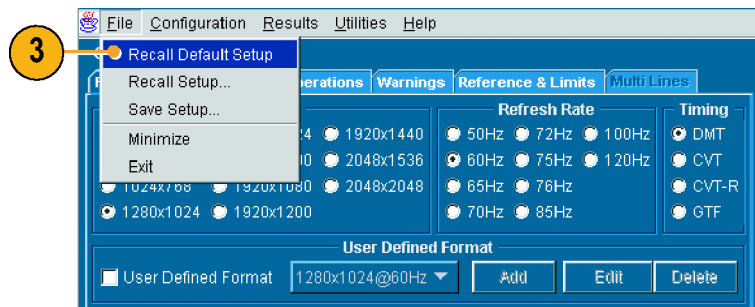 File Configuration Results Utilities Help
3
Recall Default Setup
Recall Setup...
Save Setup...
Minimize
Exit
Operations Warnings Reference & Limits Multi Lines
Refresh Rate Timing
1920x1440 50Hz 72Hz 100Hz DMT
2048x1536 60Hz 75Hz 120Hz CVT
1024x768 1920x1080 2048x2048 65Hz 76Hz CVT-R
1280x1024 1920x1200 70Hz 85Hz GTF
User Defined Format
User Defined Format 1280x1024@60Hz Add Edit Delete